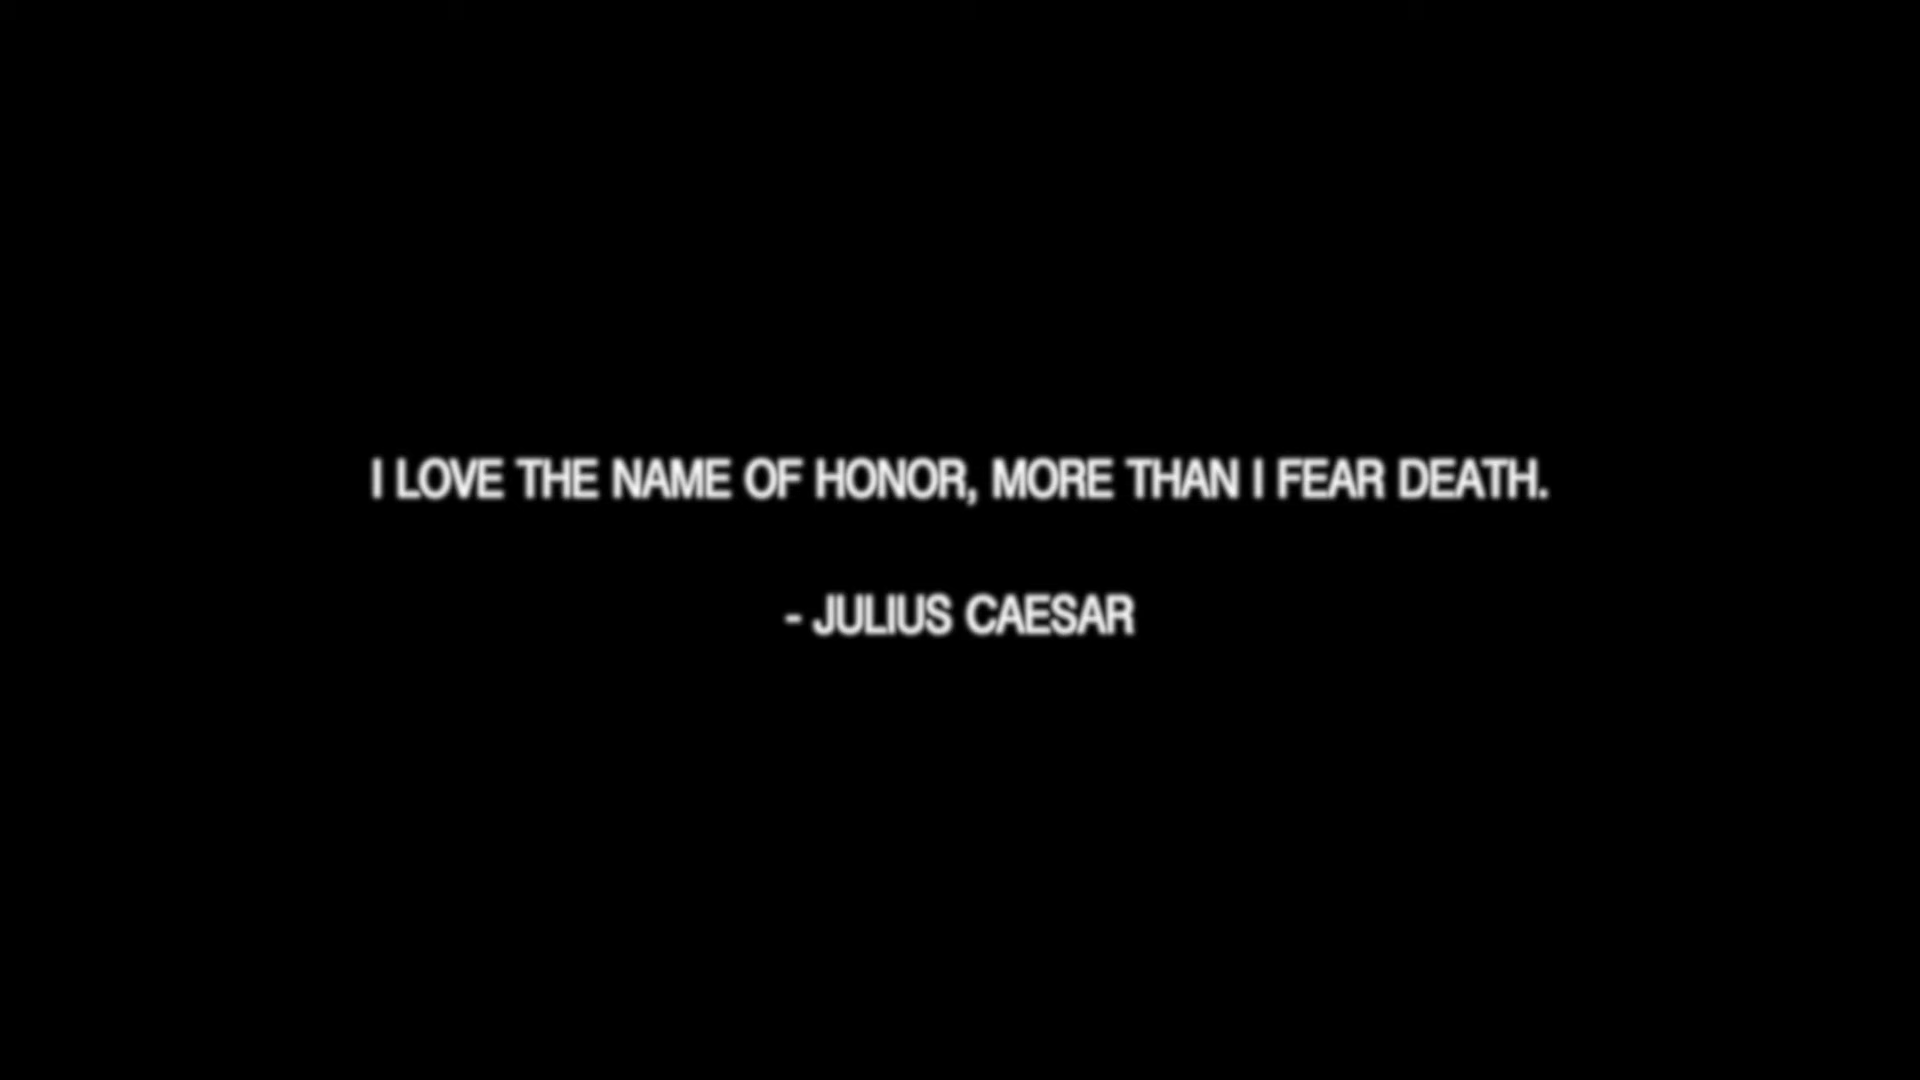 I LOVE THE NAME OF HONOR, MORE THAN I FEAR DEATH.
- JULIUS CAESAR